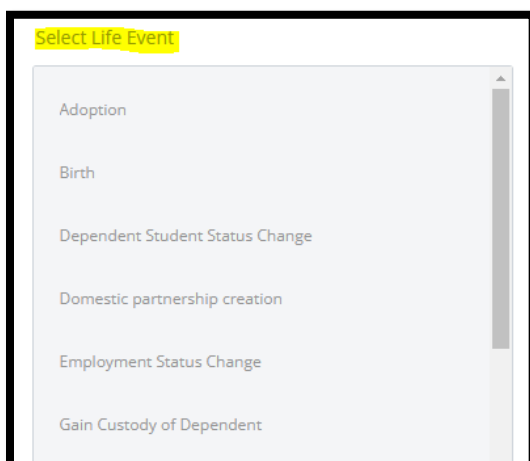 Select Life Event
Adoption
Birth
Dependent Student Status Change
Domestic partnership creation
Employment Status Change
Gain Custody of Dependent